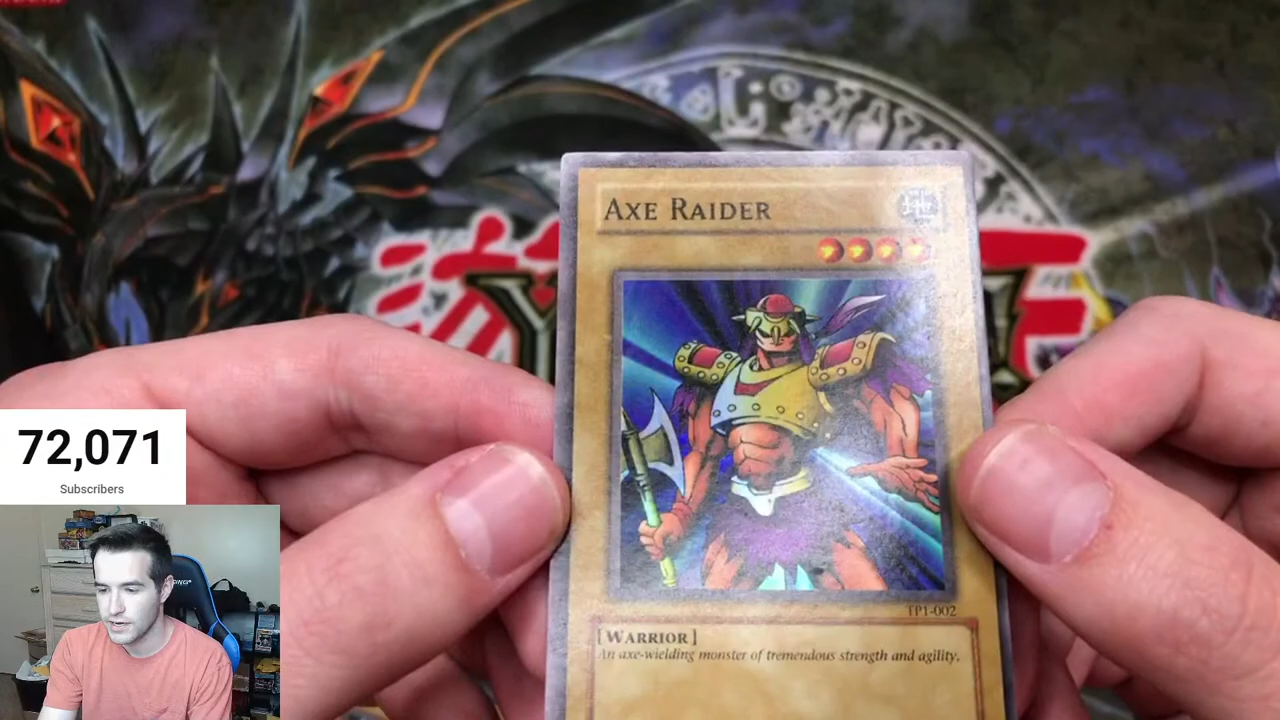 AXE RAIDER
72,071
Subscribers
TP1-002
[WARRIOR]
An axe-wielding monster of tremendous strength and agility.